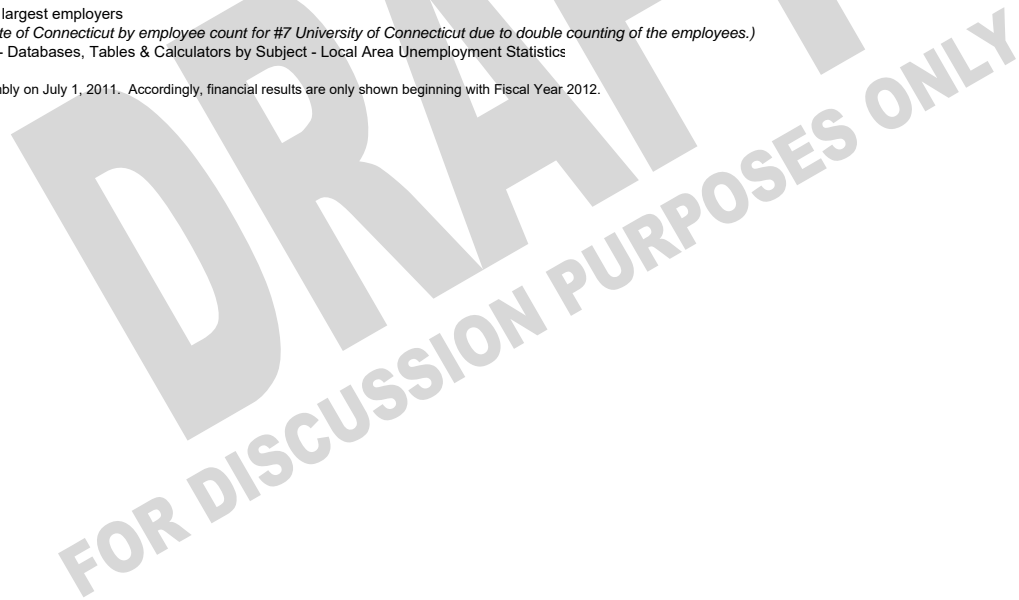 largest employers
te of Connecticut by employee count for #7 University of Connecticut due to double counting of the employees.)
- Databases, Tables & Calculators by Subject - Local Area Unemployment Statistics
bly on July 1, 2011. Accordingly, financial results are only shown beginning with Fiscal Year 2012.
DRAFT
FOR DISCUSSION PURPOSES ONLY